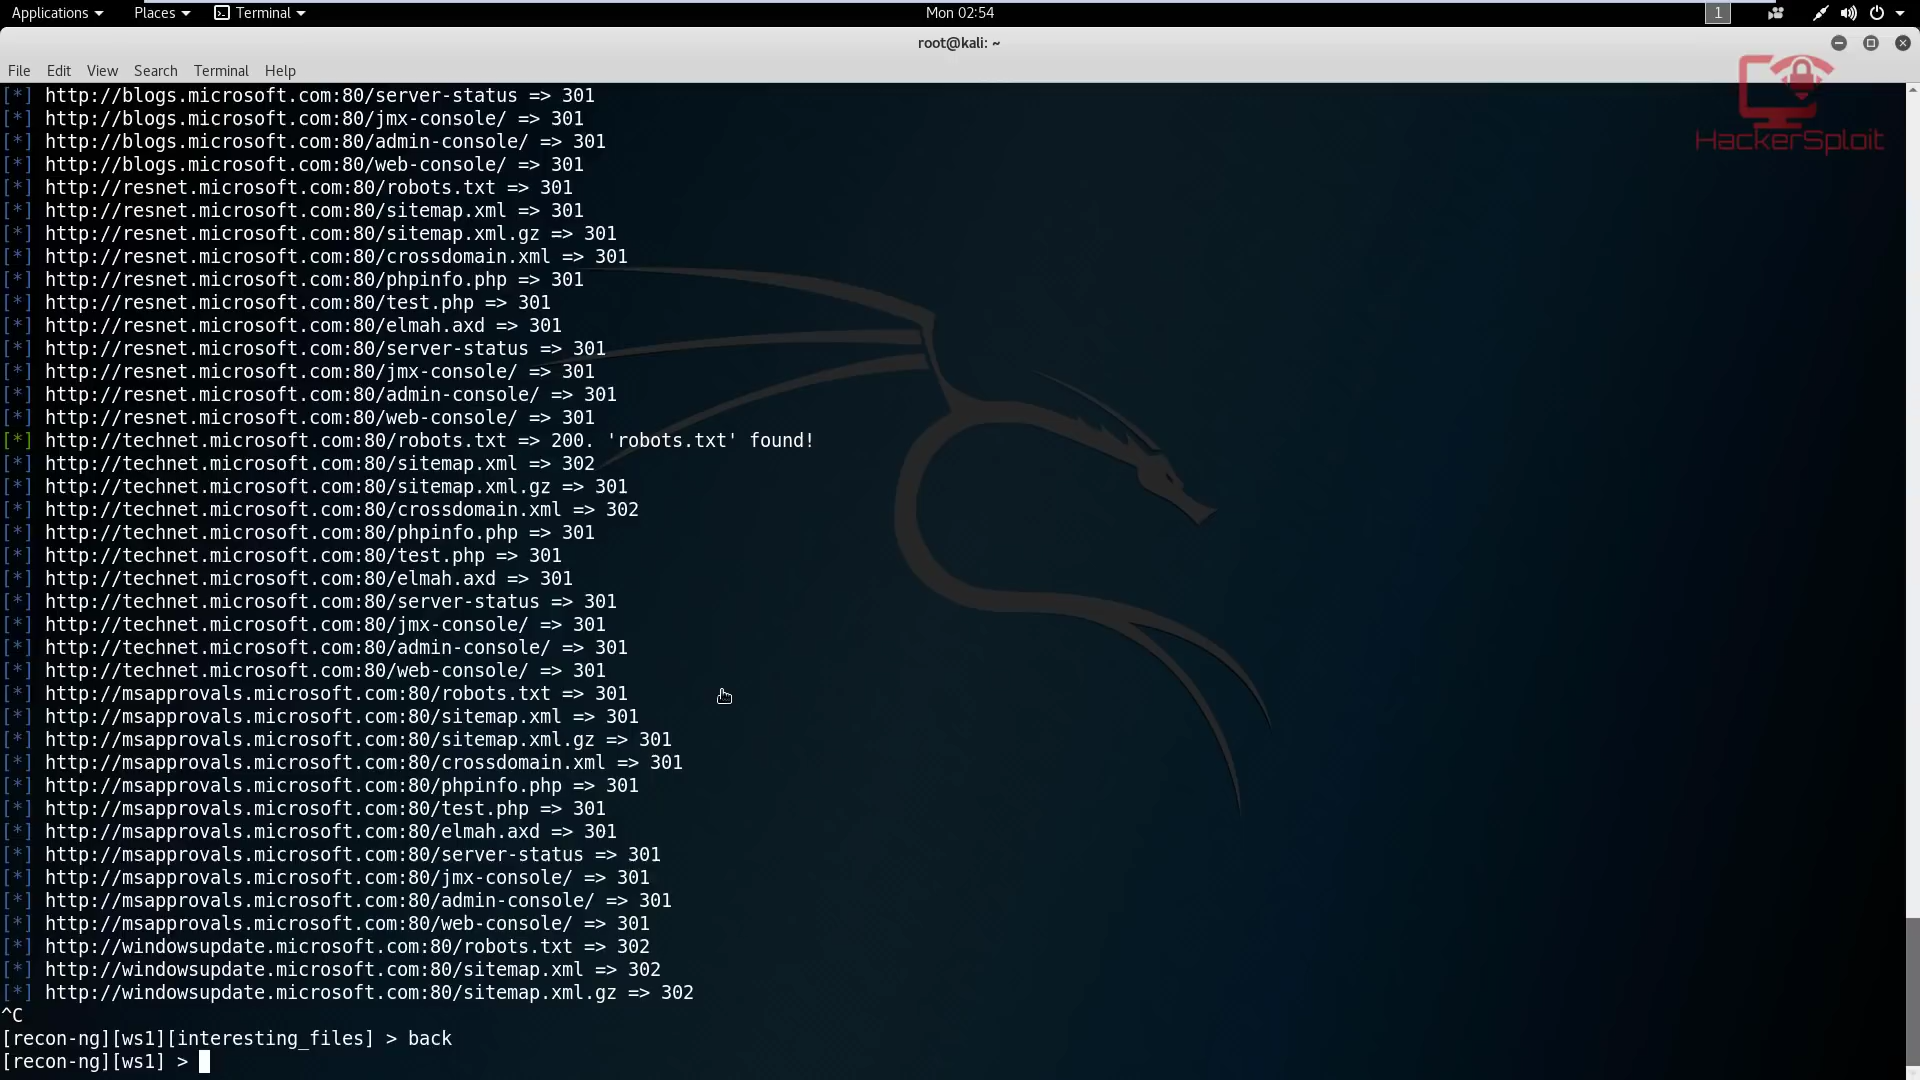 Applications Places Terminal Mon 02:54 1
root@kali: ~
File Edit View Search Terminal Help
HackerSploit
[*] http://blogs.microsoft.com:80/server-status => 301
[*] http://blogs.microsoft.com:80/jmx-console/ => 301
[*] http://blogs.microsoft.com:80/admin-console/ => 301
[*] http://blogs.microsoft.com:80/web-console/ => 301
[*] http://resnet.microsoft.com:80/robots.txt => 301
[*] http://resnet.microsoft.com:80/sitemap.xml => 301
[*] http://resnet.microsoft.com:80/sitemap.xml.gz => 301
[*] http://resnet.microsoft.com:80/crossdomain.xml => 301
[*] http://resnet.microsoft.com:80/phpinfo.php => 301
[*] http://resnet.microsoft.com:80/test.php => 301
[*] http://resnet.microsoft.com:80/elmah.axd => 301
[*] http://resnet.microsoft.com:80/server-status => 301
[*] http://resnet.microsoft.com:80/jmx-console/ => 301
[*] http://resnet.microsoft.com:80/admin-console/ => 301
[*] http://resnet.microsoft.com:80/web-console/ => 301
[*] http://technet.microsoft.com:80/robots.txt => 200. 'robots.txt' found!
[*] http://technet.microsoft.com:80/sitemap.xml => 302
[*] http://technet.microsoft.com:80/sitemap.xml.gz => 301
[*] http://technet.microsoft.com:80/crossdomain.xml => 302
[*] http://technet.microsoft.com:80/phpinfo.php => 301
[*] http://technet.microsoft.com:80/test.php => 301
[*] http://technet.microsoft.com:80/elmah.axd => 301
[*] http://technet.microsoft.com:80/server-status => 301
[*] http://technet.microsoft.com:80/jmx-console/ => 301
[*] http://technet.microsoft.com:80/admin-console/ => 301
[*] http://technet.microsoft.com:80/web-console/ => 301
[*] http://msapprovals.microsoft.com:80/robots.txt => 301
[*] http://msapprovals.microsoft.com:80/sitemap.xml => 301
[*] http://msapprovals.microsoft.com:80/sitemap.xml.gz => 301
[*] http://msapprovals.microsoft.com:80/crossdomain.xml => 301
[*] http://msapprovals.microsoft.com:80/phpinfo.php => 301
[*] http://msapprovals.microsoft.com:80/test.php => 301
[*] http://msapprovals.microsoft.com:80/elmah.axd => 301
[*] http://msapprovals.microsoft.com:80/server-status => 301
[*] http://msapprovals.microsoft.com:80/jmx-console/ => 301
[*] http://msapprovals.microsoft.com:80/admin-console/ => 301
[*] http://msapprovals.microsoft.com:80/web-console/ => 301
[*] http://windowsupdate.microsoft.com:80/robots.txt => 302
[*] http://windowsupdate.microsoft.com:80/sitemap.xml => 302
[*] http://windowsupdate.microsoft.com:80/sitemap.xml.gz => 302
^C
[recon-ng][ws1][interesting_files] > back
[recon-ng][ws1] >